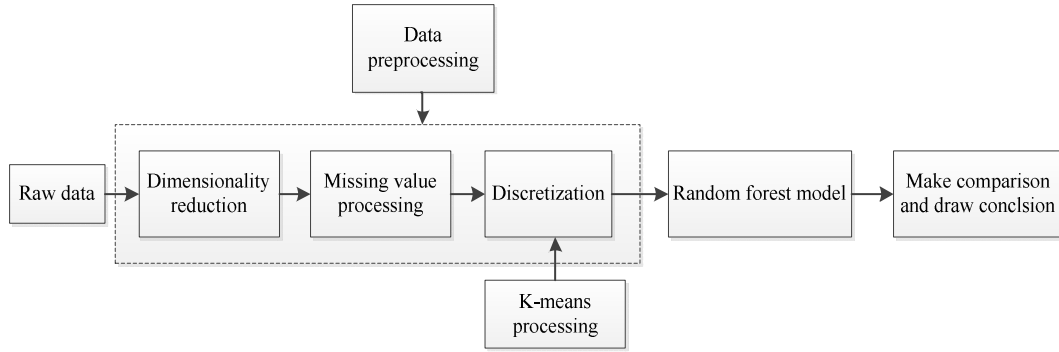 Data
preprocessing
Raw data
Dimensionality
reduction
Missing value
processing
Discretization
Random forest model
Make comparison
and draw conclsion
K-means
processing